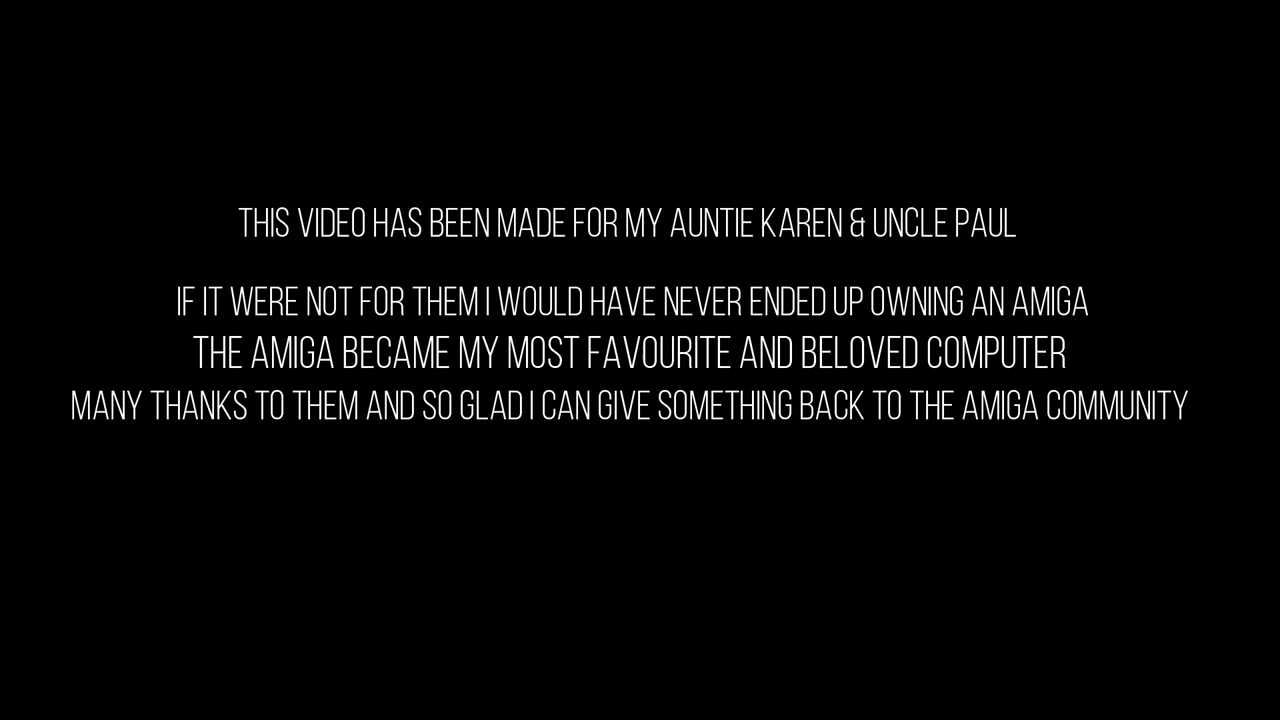 THIS VIDEO HAS BEEN MADE FOR MY AUNTIE KAREN & UNCLE PAUL
IF IT WERE NOT FOR THEM I WOULD HAVE NEVER ENDED UP OWNING AN AMIGA
THE AMIGA BECAME MY MOST FAVOURITE AND BELOVED COMPUTER
MANY THANKS TO THEM AND SO GLAD I CAN GIVE SOMETHING BACK TO THE AMIGA COMMUNITY